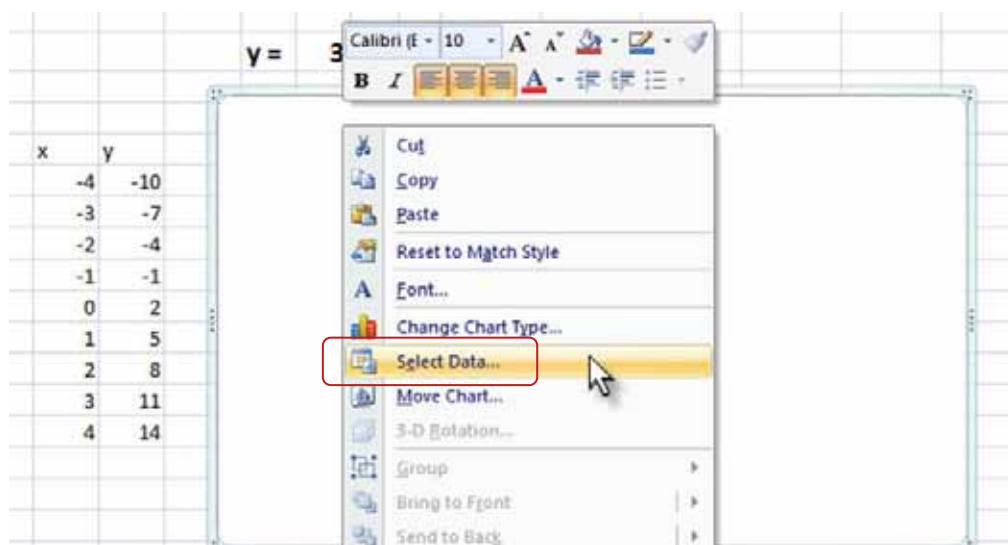 y = 3
Calibri (E 10 A A
B I A
x y
-4 -10
-3 -7
-2 -4
-1 -1
0 2
1 5
2 8
3 11
4 14
Cut
Copy
Paste
Reset to Match Style
A Font...
Change Chart Type...
Select Data...
Move Chart...
3-D Rotation...
Group
Bring to Front
Send to Back